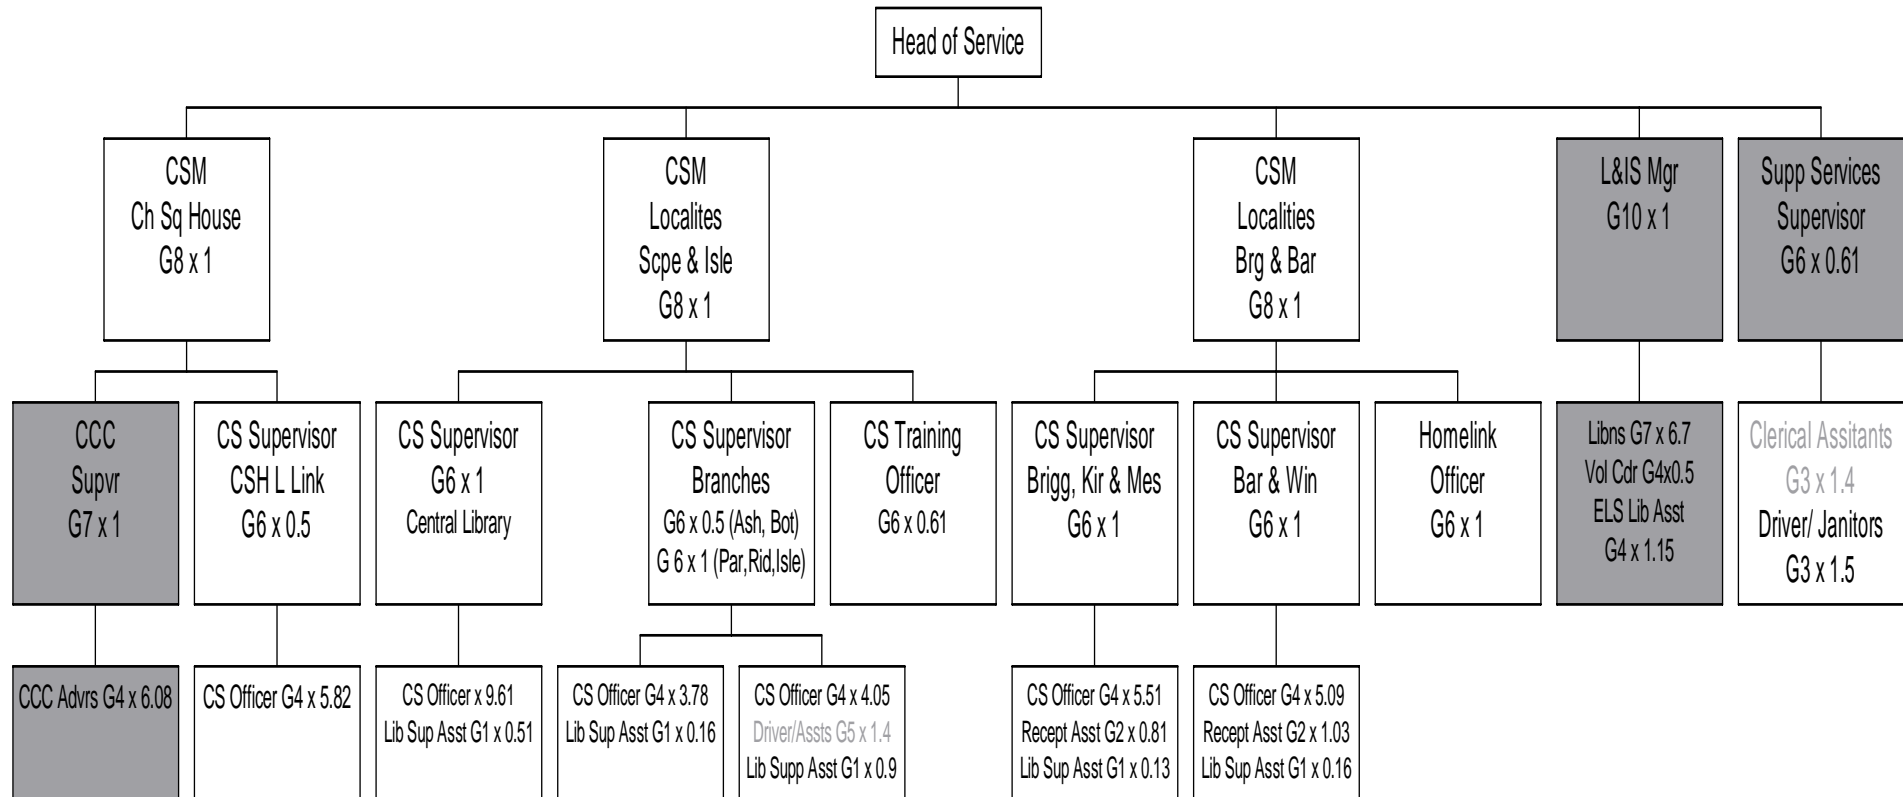 Head of Service
CSM
Ch Sq House
G8 x 1
CSM
Localites
Scpe & Isle
G8 x 1
CSM
Localities
Brg & Bar
G8 x 1
L&IS Mgr
G10 x 1
Supp Services
Supervisor
G6 x 0.61
CCC
Supvr
G7 x 1
CS Supervisor
CSH L Link
G6 x 0.5
CS Supervisor
G6 x 1
Central Library
CS Supervisor
Branches
G6 x 0.5 (Ash, Bot)
G 6 x 1 (Par,Rid,Isle)
CS Training
Officer
G6 x 0.61
CS Supervisor
Brigg, Kir & Mes
G6 x 1
CS Supervisor
Bar & Win
G6 x 1
Homelink
Officer
G6 x 1
Libns G7 x 6.7
Vol Cdr G4x0.5
ELS Lib Asst
G4 x 1.15
Clerical Assitants
G3 x 1.4
Driver/ Janitors
G3 x 1.5
CCC Advrs G4 x 6.08
CS Officer G4 x 5.82
CS Officer x 9.61
Lib Sup Asst G1 x 0.51
CS Officer G4 x 3.78
Lib Sup Asst G1 x 0.16
CS Officer G4 x 4.05
Driver/Assts G5 x 1.4
Lib Supp Asst G1 x 0.9
CS Officer G4 x 5.51
Recept Asst G2 x 0.81
Lib Sup Asst G1 x 0.13
CS Officer G4 x 5.09
Recept Asst G2 x 1.03
Lib Sup Asst G1 x 0.16